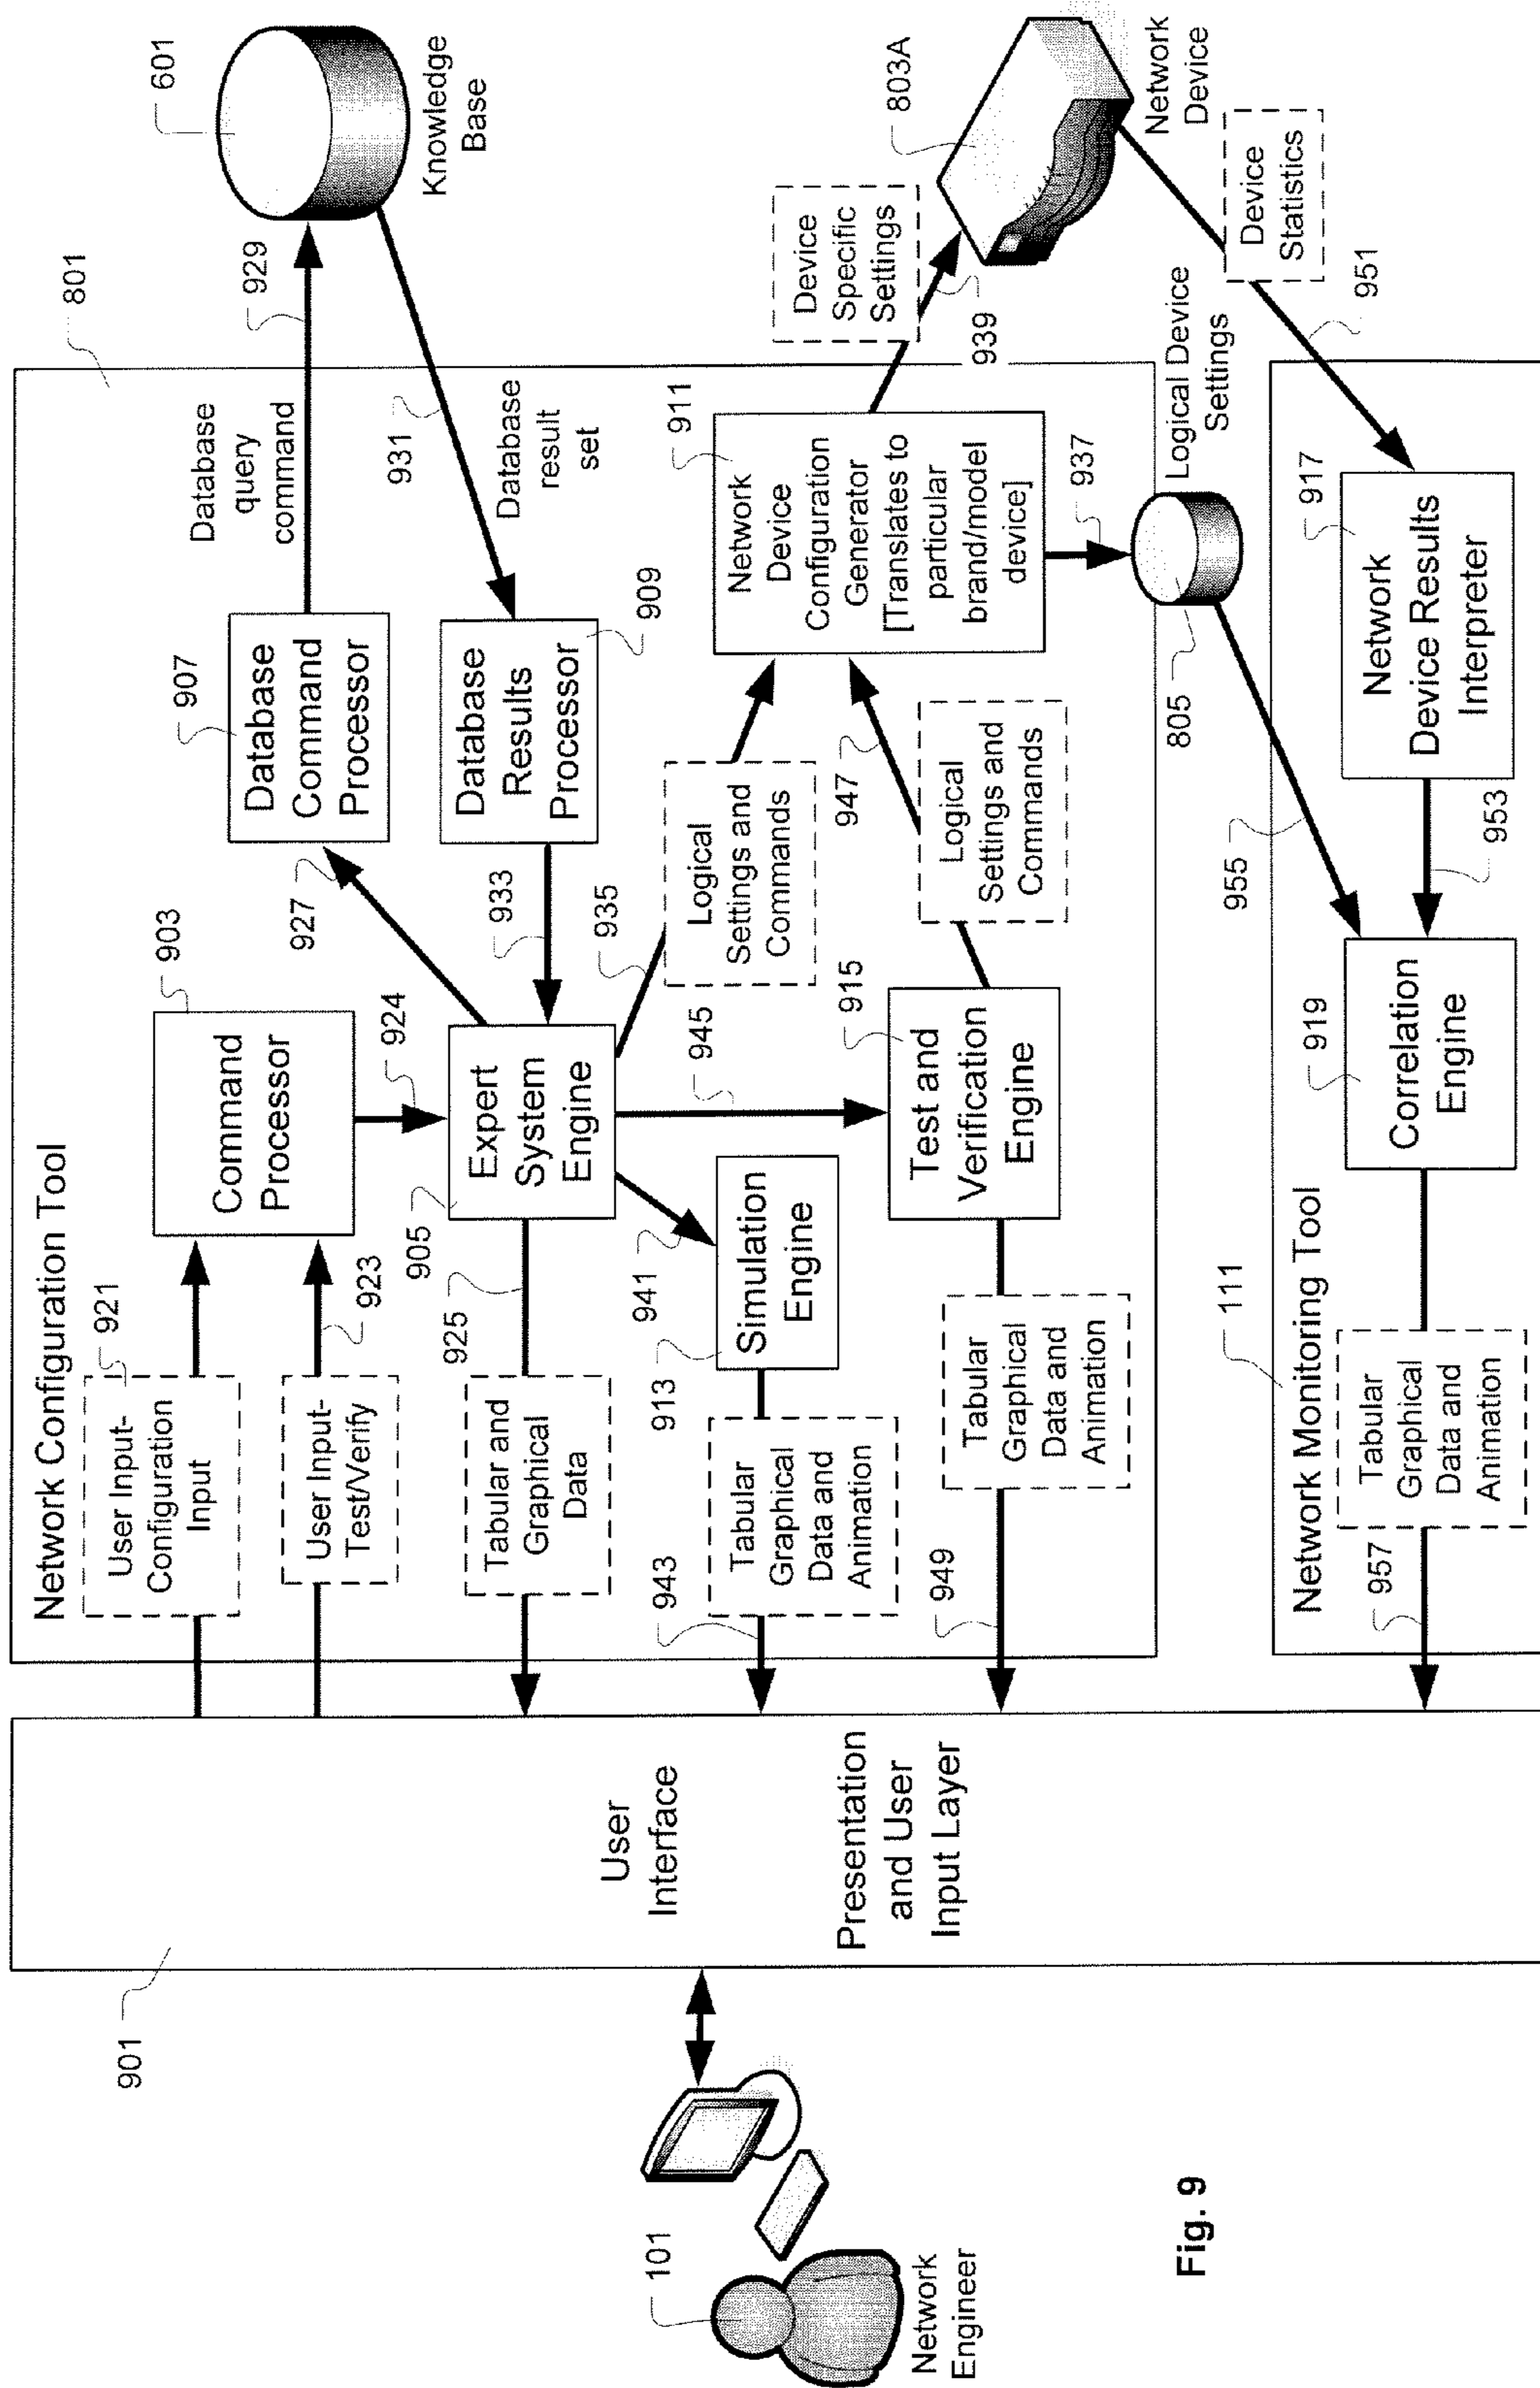 901
101
Network
Engineer
User
Interface
Presentation
and User
Input Layer
Network Configuration Tool
801
User Input-
Configuration
Input
921
User Input-
Test/Verify
923
Command
Processor
903
924
Expert
System
Engine
905
925
Tabular and
Graphical
Data
927
Database
Command
Processor
907
Database
query
command
929
601
Knowledge
Base
931
Database
result
set
Database
Results
Processor
909
933
935
Logical
Settings and
Commands
941
Simulation
Engine
913
943
Tabular
Graphical
Data and
Animation
945
Test and
Verification
Engine
915
947
Logical
Settings and
Commands
949
Tabular
Graphical
Data and
Animation
Network
Device
Configuration
Generator
[Translates to
particular
brand/model
device]
911
937
Device
Specific
Settings
939
803A
Network
Device
Logical Device
Settings
805
Device
Statistics
951
Network Monitoring Tool
111
Network
Device Results
Interpreter
917
953
955
Correlation
Engine
919
Tabular
Graphical
Data and
Animation
957
Fig. 9